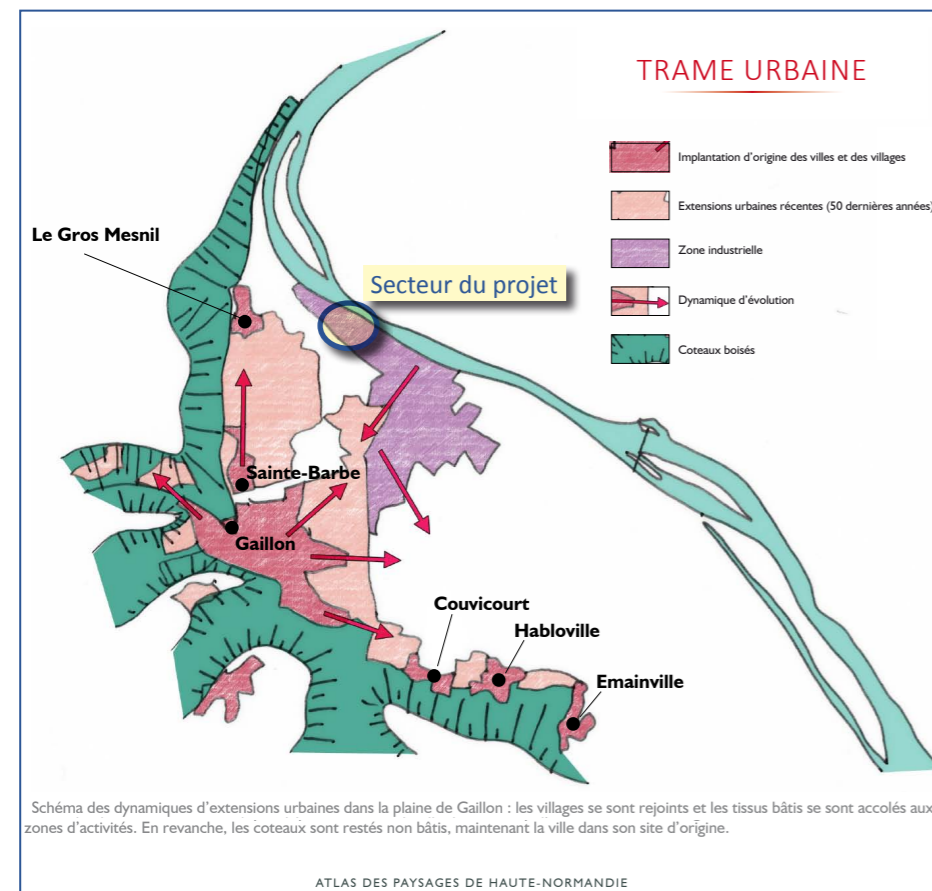 TRAME URBAINE
Implantation d'origine des villes et des villages
Extensions urbaines récentes (50 dernières années)
Zone industrielle
Dynamique d'évolution
Coteaux boisés
Le Gros Mesnil
Secteur du projet
Sainte-Barbe
Gaillon
Couvicourt
Habloville
Emainville
Schéma des dynamiques d'extensions urbaines dans la plaine de Gaillon : les villages se sont rejoints et les tissus bâtis se sont accolés aux
zones d'activités. En revanche, les coteaux sont restés non bâtis, maintenant la ville dans son site d'origine.
ATLAS DES PAYSAGES DE HAUTE-NORMANDIE